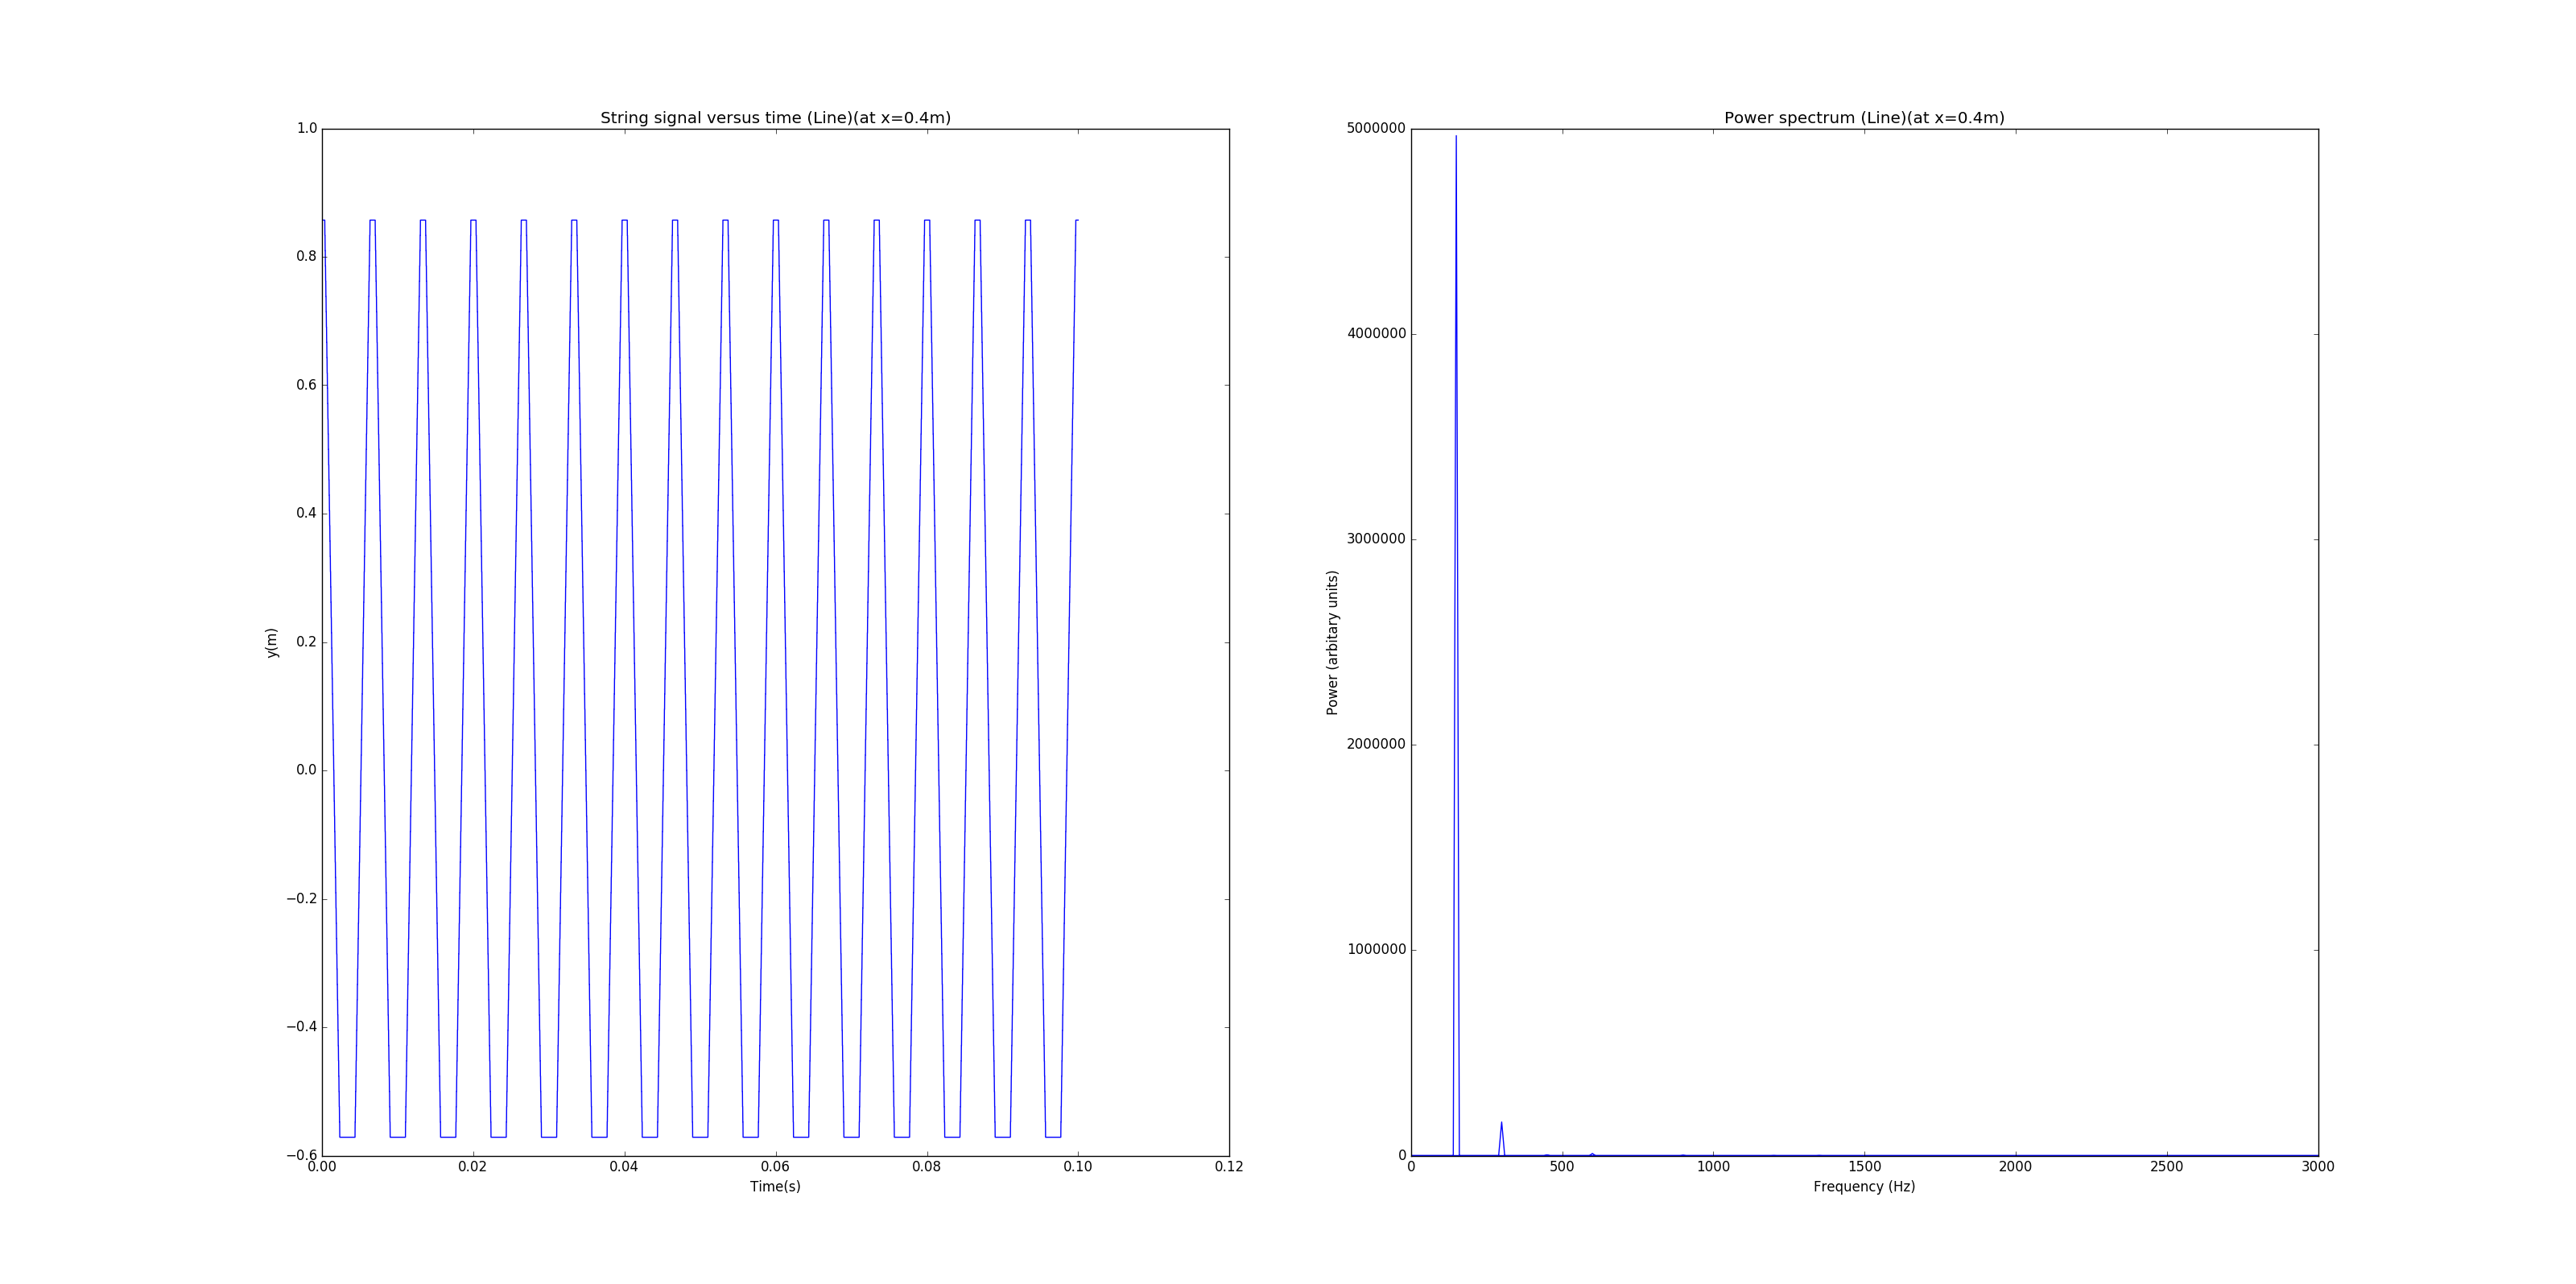 String signal versus time (Line)(at x=0.4m)
1.0
0.8
0.6
0.4
0.2
0.0
−0.2
−0.4
−0.6
y(m)
0.00 0.02 0.04 0.06 0.08 0.10 0.12
Time(s)
Power spectrum (Line)(at x=0.4m)
5000000
4000000
3000000
2000000
1000000
0
Power (arbitary units)
0 500 1000 1500 2000 2500 3000
Frequency (Hz)